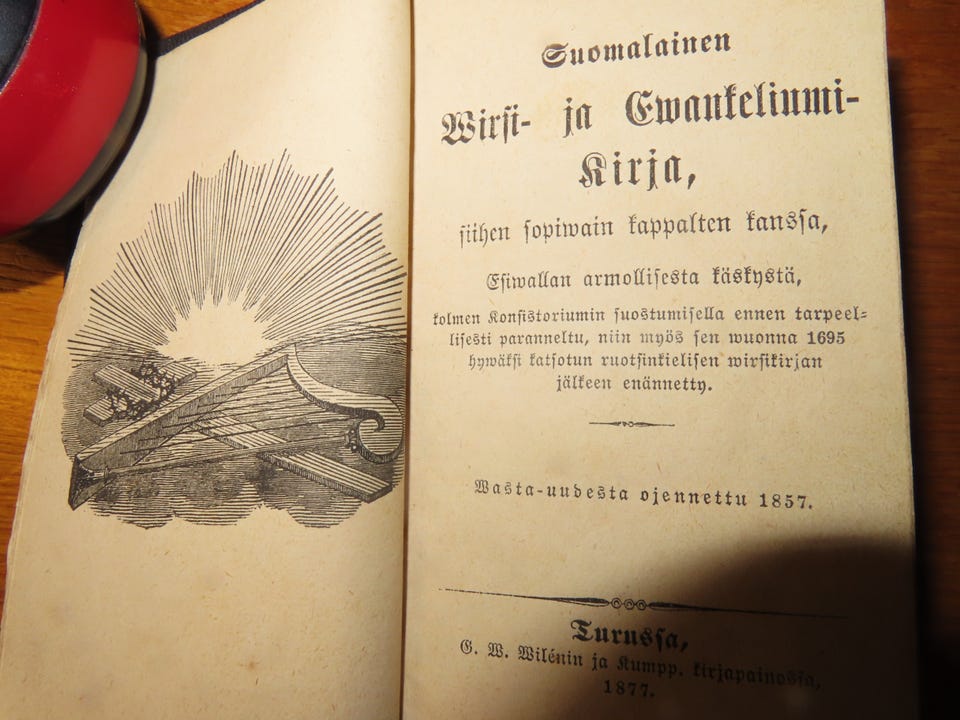 Suomalainen
Wirsi- ja Ewankeliumi-
Kirja,
siihen sopiwain kappalten kanssa,
Esiwallan armollisesta käskystä,
kolmen Konsistoriumin suostumisella ennen tarpeel-
lisesti paranneltu, niin myös sen wuonna 1695
hywäksi katsotun ruotsinkielisen wirsikirjan
jälkeen enännetty.
Wasta-uudesta ojennettu 1857.
Turussa,
G. W. Wilénin ja Kumpp. kirjapainossa,
1877.